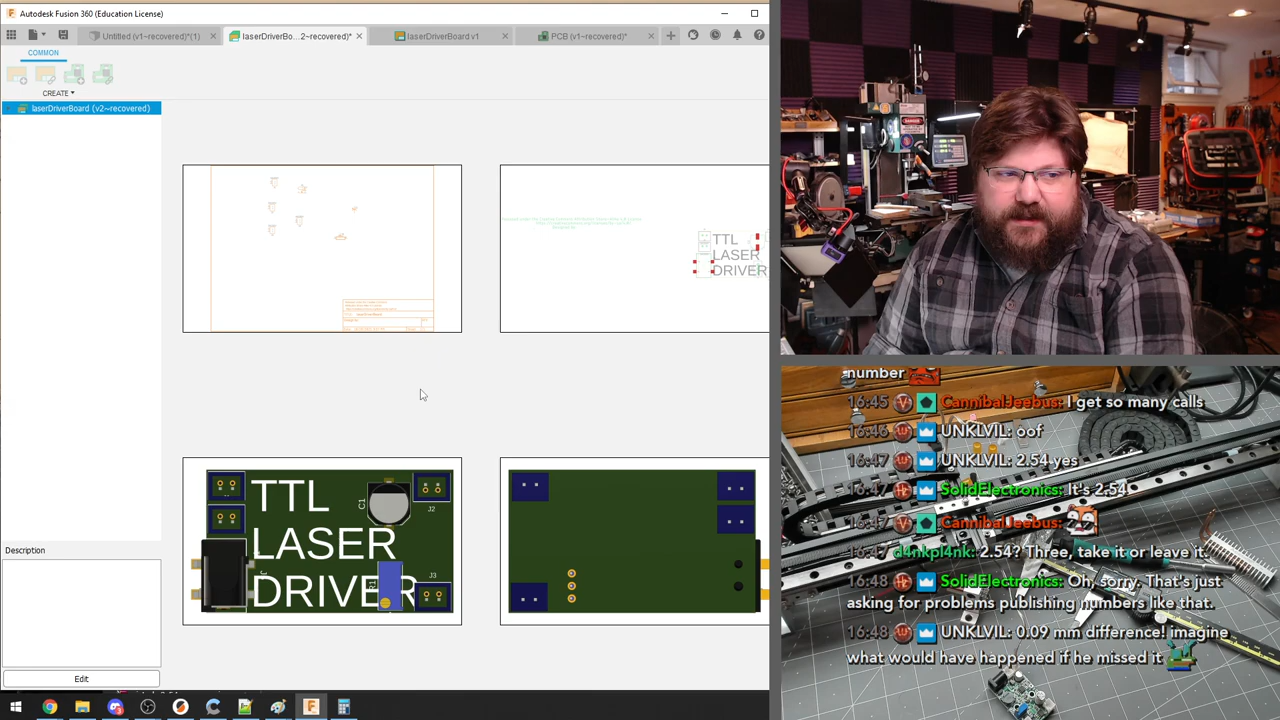 Autodesk Fusion 360 (Education License)
Untitled (v1~recovered)*(1)
laserDriverBo...2~recovered)*
laserDriverBoard v1
PCB (v1~recovered)*
COMMON
CREATE
laserDriverBoard (v2~recovered)
TTL
LASER
DRIVER
TTL
LASER
DRIVER
C1
J2
J3
Description
Edit
DANGER
number
16:45 CannibalJeebus: I get so many calls
16:46 UNKLVIL: oof
16:47 UNKLVIL: 2.54 yes
16:47 SolidElectronics: It's 2.54
16:47 CannibalJeebus:
16:47 d4nkpl4nk: 2.54? Three, take it or leave it.
16:48 SolidElectronics: Oh, sorry. That's just
asking for problems publishing numbers like that.
16:48 UNKLVIL: 0.09 mm difference! imagine
what would have happened if he missed it